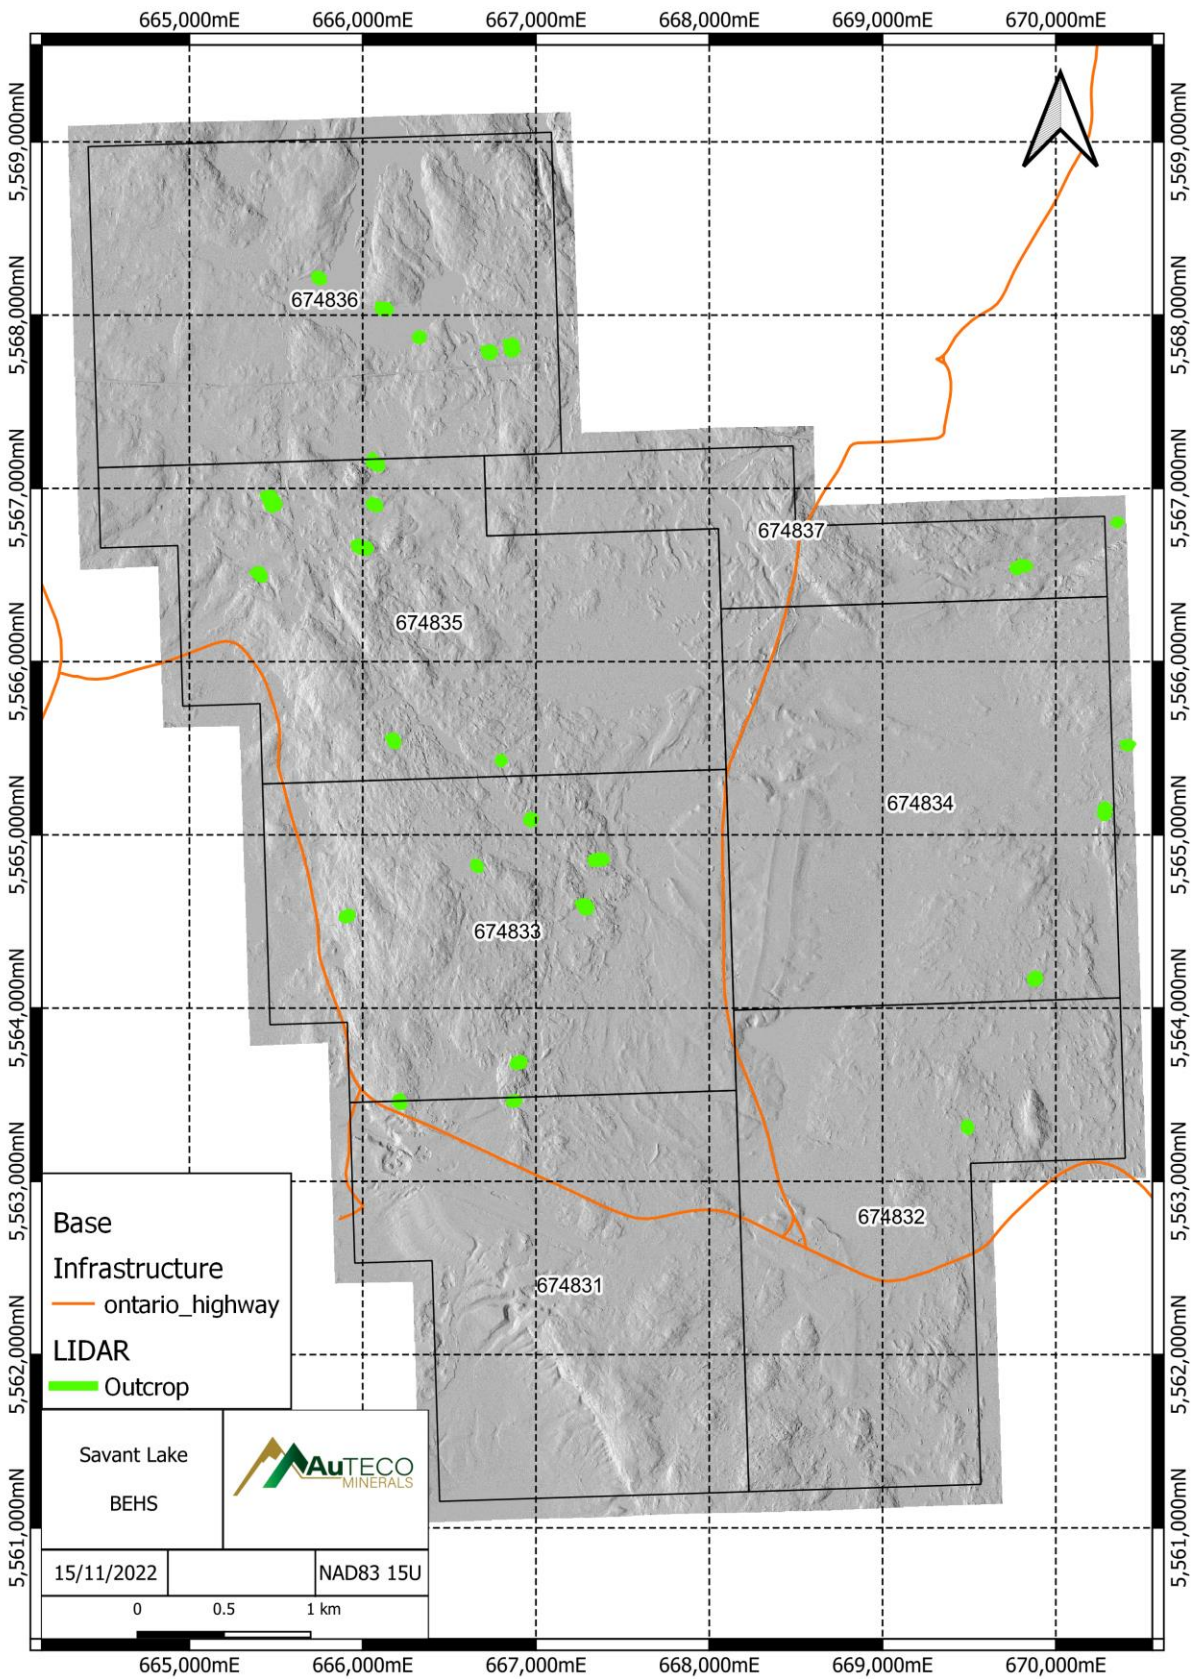 665,000mE 666,000mE 667,000mE 668,000mE 669,000mE 670,000mE
5,569,000mN 5,569,000mN
674836
5,568,000mN 5,568,000mN
5,567,000mN 5,567,000mN
674837
674835
5,566,000mN 5,566,000mN
674834
5,565,000mN 5,565,000mN
674833
5,564,000mN 5,564,000mN
5,563,000mN 5,563,000mN
674832
674831
5,562,000mN 5,562,000mN
5,561,000mN 5,561,000mN
Base
Infrastructure
ontario_highway
LIDAR
Outcrop
Savant Lake
BEHS
AuTECO
MINERALS
15/11/2022 NAD83 15U
0 0.5 1 km
665,000mE 666,000mE 667,000mE 668,000mE 669,000mE 670,000mE